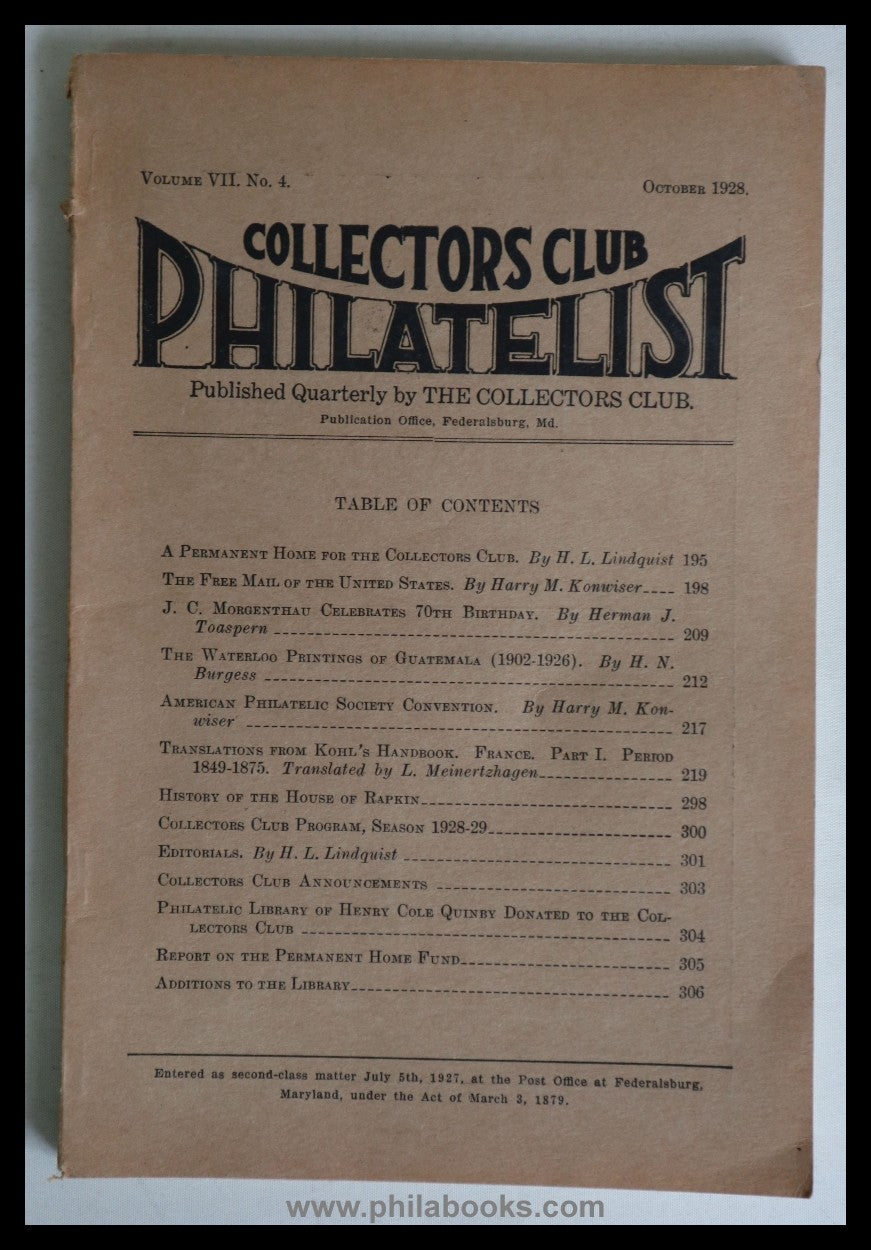 VOLUME VII. No. 4. OCTOBER 1928.
COLLECTORS CLUB
PHILATELIST
Published Quarterly by THE COLLECTORS CLUB.
Publication Office, Federalsburg, Md.
TABLE OF CONTENTS
A PERMANENT HOME FOR THE COLLECTORS CLUB. By H. L. Lindquist 195
THE FREE MAIL OF THE UNITED STATES. By Harry M. Konwiser---- 198
J. C. MORGENTHAU CELEBRATES 70TH BIRTHDAY. By Herman J.
Toaspern ---------------------------------------- 209
THE WATERLOO PRINTINGS OF GUATEMALA (1902-1926). By H. N.
Burgess ---------------------------------------- 212
AMERICAN PHILATELIC SOCIETY CONVENTION. By Harry M. Kon-
wiser ---------------------------------------- 217
TRANSLATIONS FROM KOHL'S HANDBOOK. FRANCE. PART I. PERIOD
1849-1875. Translated by L. Meinertzhagen-------------- 219
HISTORY OF THE HOUSE OF RAPKIN-------------------------- 298
COLLECTORS CLUB PROGRAM, SEASON 1928-29------------------- 300
EDITORIALS. By H. L. Lindquist --------------------------- 301
COLLECTORS CLUB ANNOUNCEMENTS ------------------------ 303
PHILATELIC LIBRARY OF HENRY COLE QUINBY DONATED TO THE COL-
LECTORS CLUB -------------------------------------- 304
REPORT ON THE PERMANENT HOME FUND--------------------- 305
ADDITIONS TO THE LIBRARY-------------------------------- 306
Entered as second-class matter July 5th, 1927, at the Post Office at Federalsburg,
Maryland, under the Act of March 3, 1879.
www.philabooks.com